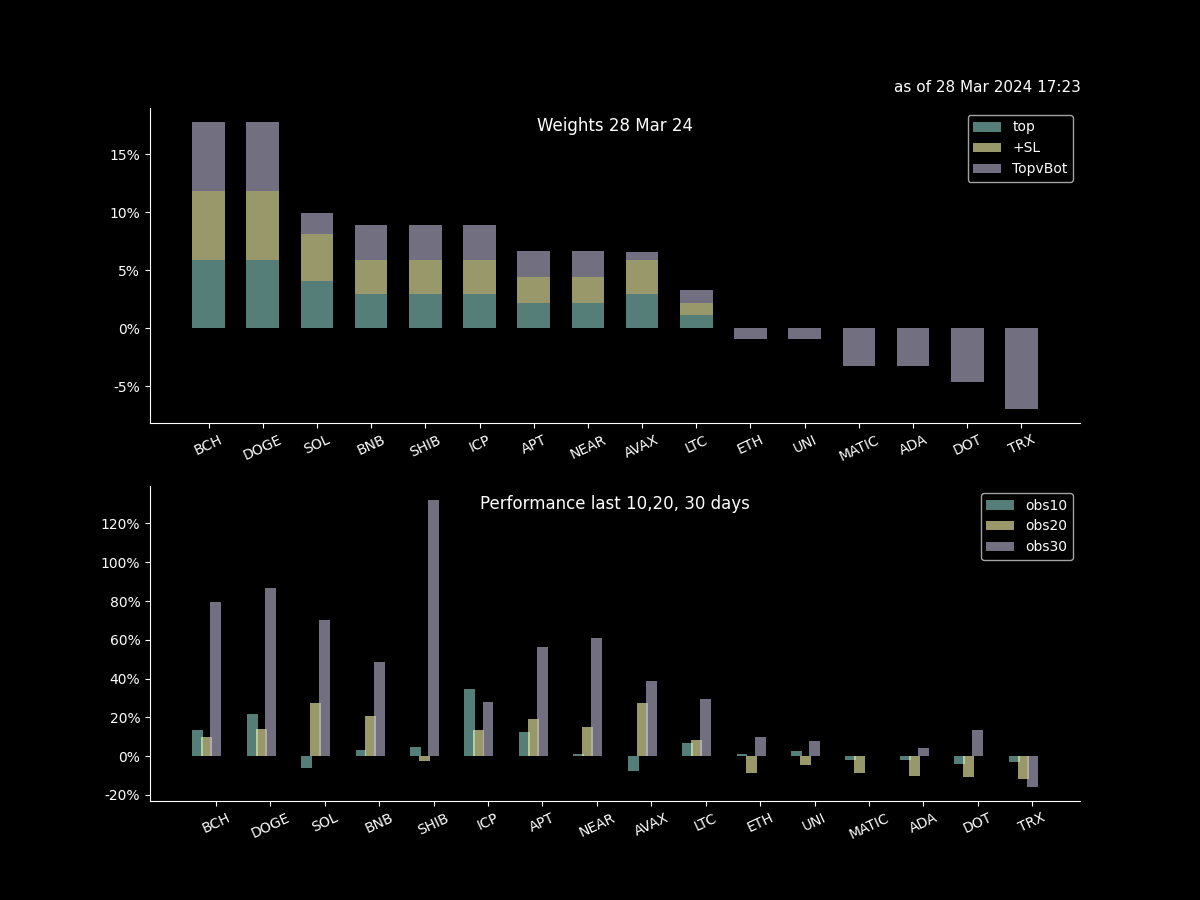 as of 28 Mar 2024 17:23
Weights 28 Mar 24
top
+SL
TopvBot
15%
10%
5%
0%
-5%
BCH DOGE SOL BNB SHIB ICP APT NEAR AVAX LTC ETH UNI MATIC ADA DOT TRX
Performance last 10,20, 30 days
obs10
obs20
obs30
120%
100%
80%
60%
40%
20%
0%
-20%
BCH DOGE SOL BNB SHIB ICP APT NEAR AVAX LTC ETH UNI MATIC ADA DOT TRX